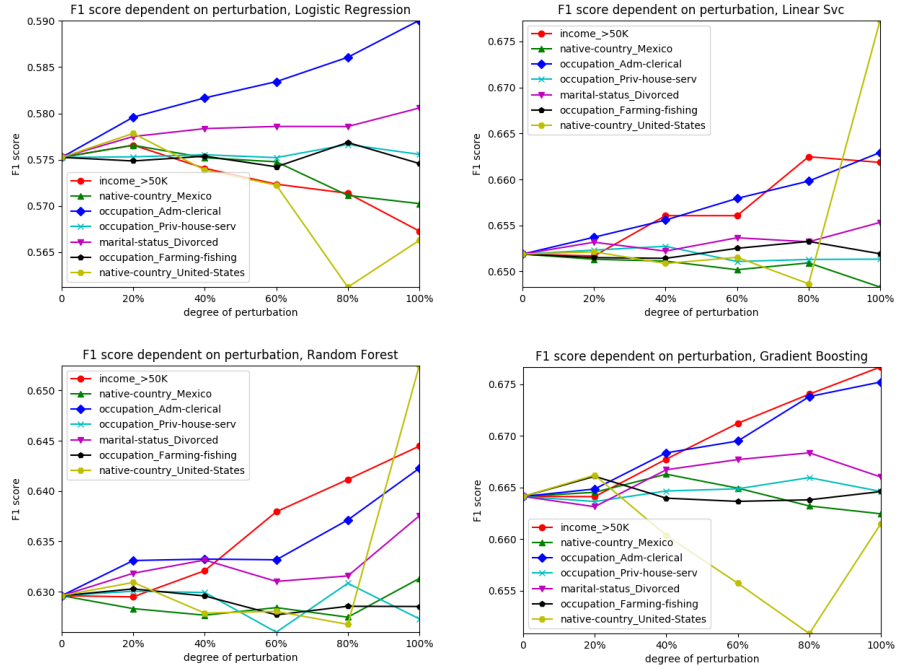 F1 score dependent on perturbation, Logistic Regression
0.590
0.585
0.580
0.575
0.570
0.565
F1 score
income_>50K
native-country_Mexico
occupation_Adm-clerical
occupation_Priv-house-serv
marital-status_Divorced
occupation_Farming-fishing
native-country_United-States
0 20% 40% 60% 80% 100%
degree of perturbation
F1 score dependent on perturbation, Linear Svc
0.675
0.670
0.665
0.660
0.655
0.650
F1 score
income_>50K
native-country_Mexico
occupation_Adm-clerical
occupation_Priv-house-serv
marital-status_Divorced
occupation_Farming-fishing
native-country_United-States
0 20% 40% 60% 80% 100%
degree of perturbation
F1 score dependent on perturbation, Random Forest
0.650
0.645
0.640
0.635
0.630
F1 score
income_>50K
native-country_Mexico
occupation_Adm-clerical
occupation_Priv-house-serv
marital-status_Divorced
occupation_Farming-fishing
native-country_United-States
0 20% 40% 60% 80% 100%
degree of perturbation
F1 score dependent on perturbation, Gradient Boosting
0.675
0.670
0.665
0.660
0.655
F1 score
income_>50K
native-country_Mexico
occupation_Adm-clerical
occupation_Priv-house-serv
marital-status_Divorced
occupation_Farming-fishing
native-country_United-States
0 20% 40% 60% 80% 100%
degree of perturbation